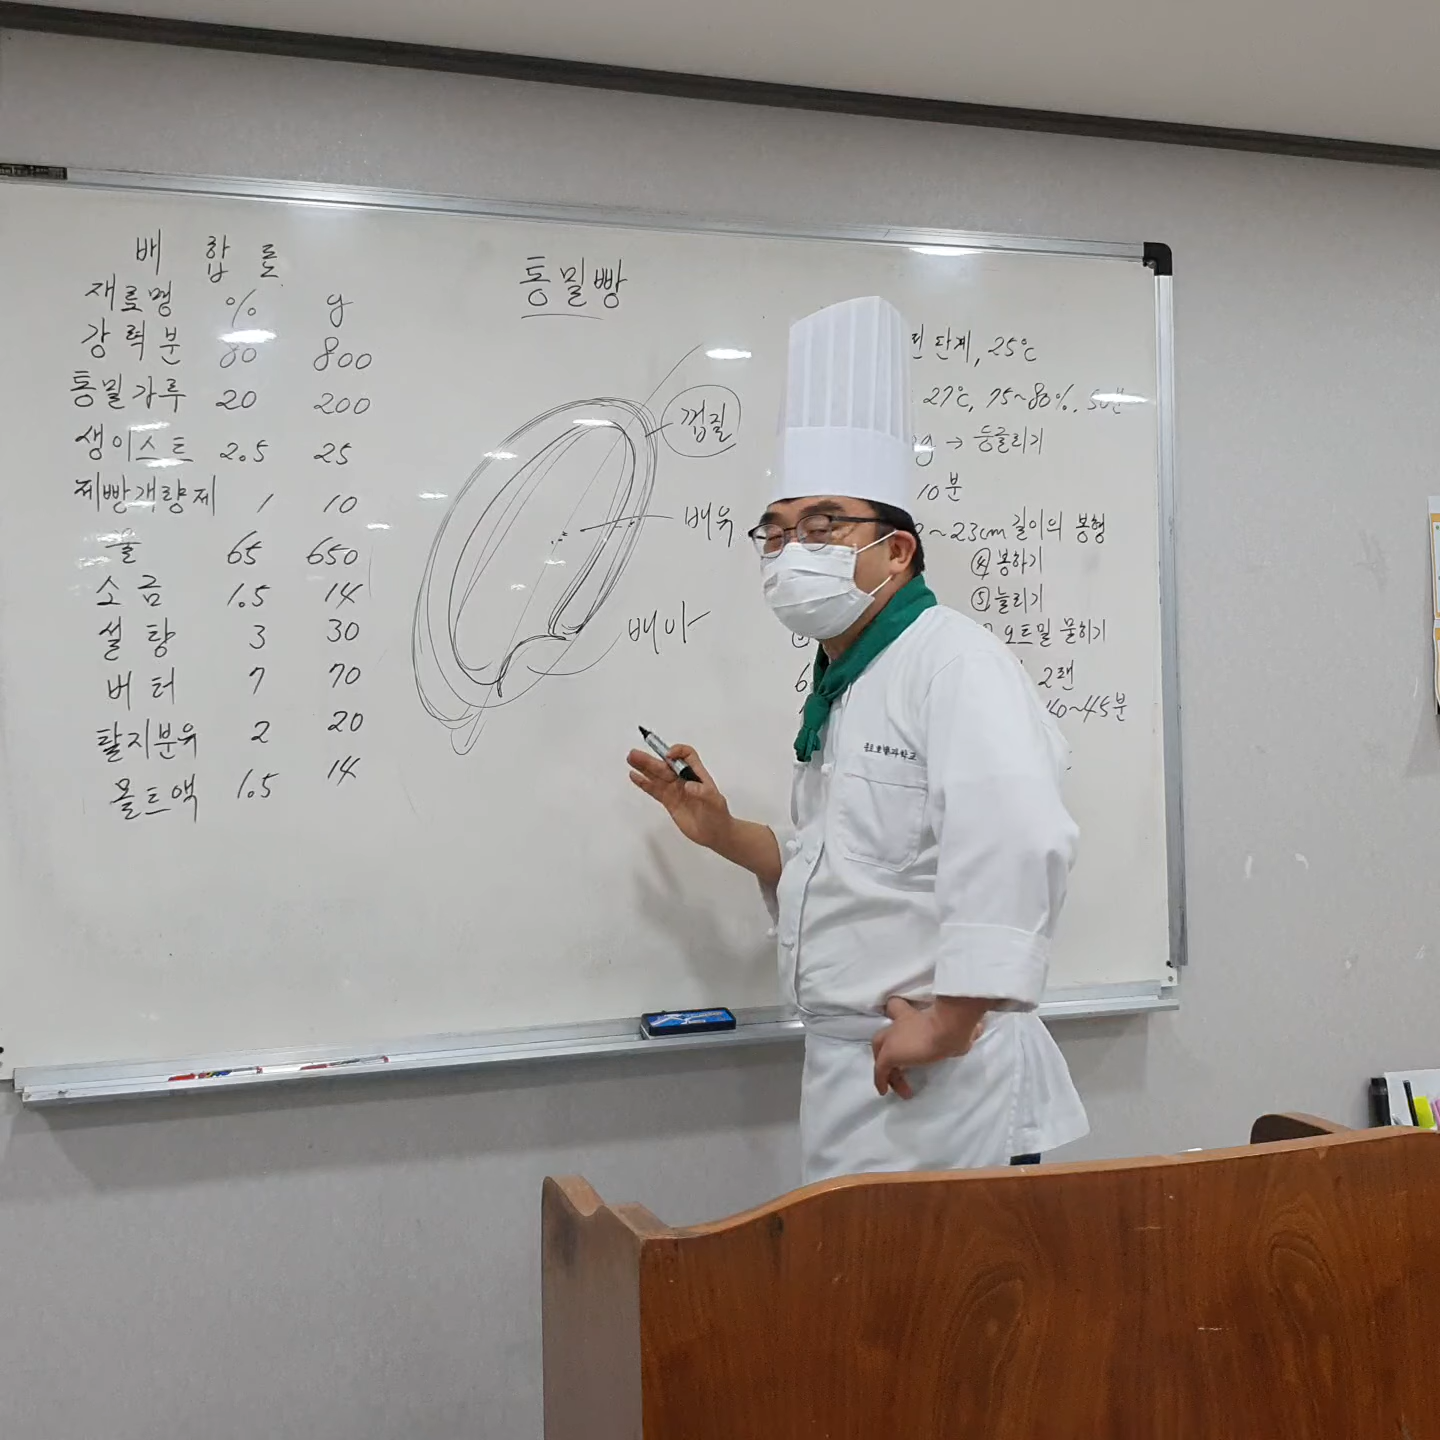 배 합 표
재료명 % g
강력분 80 800
통밀가루 20 200
생이스트 2.5 25
제빵개량제 1 10
물 65 650
소금 1.5 14
설탕 3 30
버터 7 70
탈지분유 2 20
몰트액 1.5 14
통밀빵
껍질
배유
배아
단계, 25℃
27℃, 75~80%, 50분
g → 둥글리기
10분
~23cm 길이의 봉형
④ 봉하기
⑤ 늘리기
오트밀 묻히기
2랜
40~45분